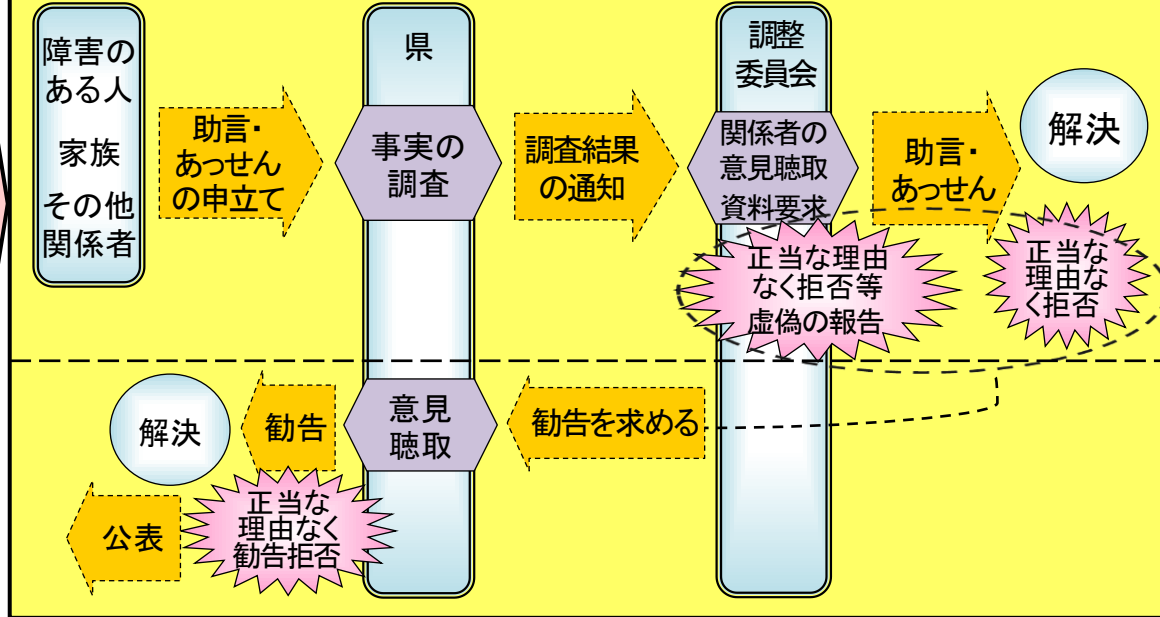 障害の
ある人
家族
その他
関係者
助言・
あっせん
の申立て
県
事実の
調査
調査結果
の通知
調整
委員会
関係者の
意見聴取
資料要求
助言・
あっせん
解決
正当な理由
なく拒否等
虚偽の報告
正当な
理由な
く拒否
勧告を求める
意見
聴取
勧告
解決
正当な
理由なく
勧告拒否
公表